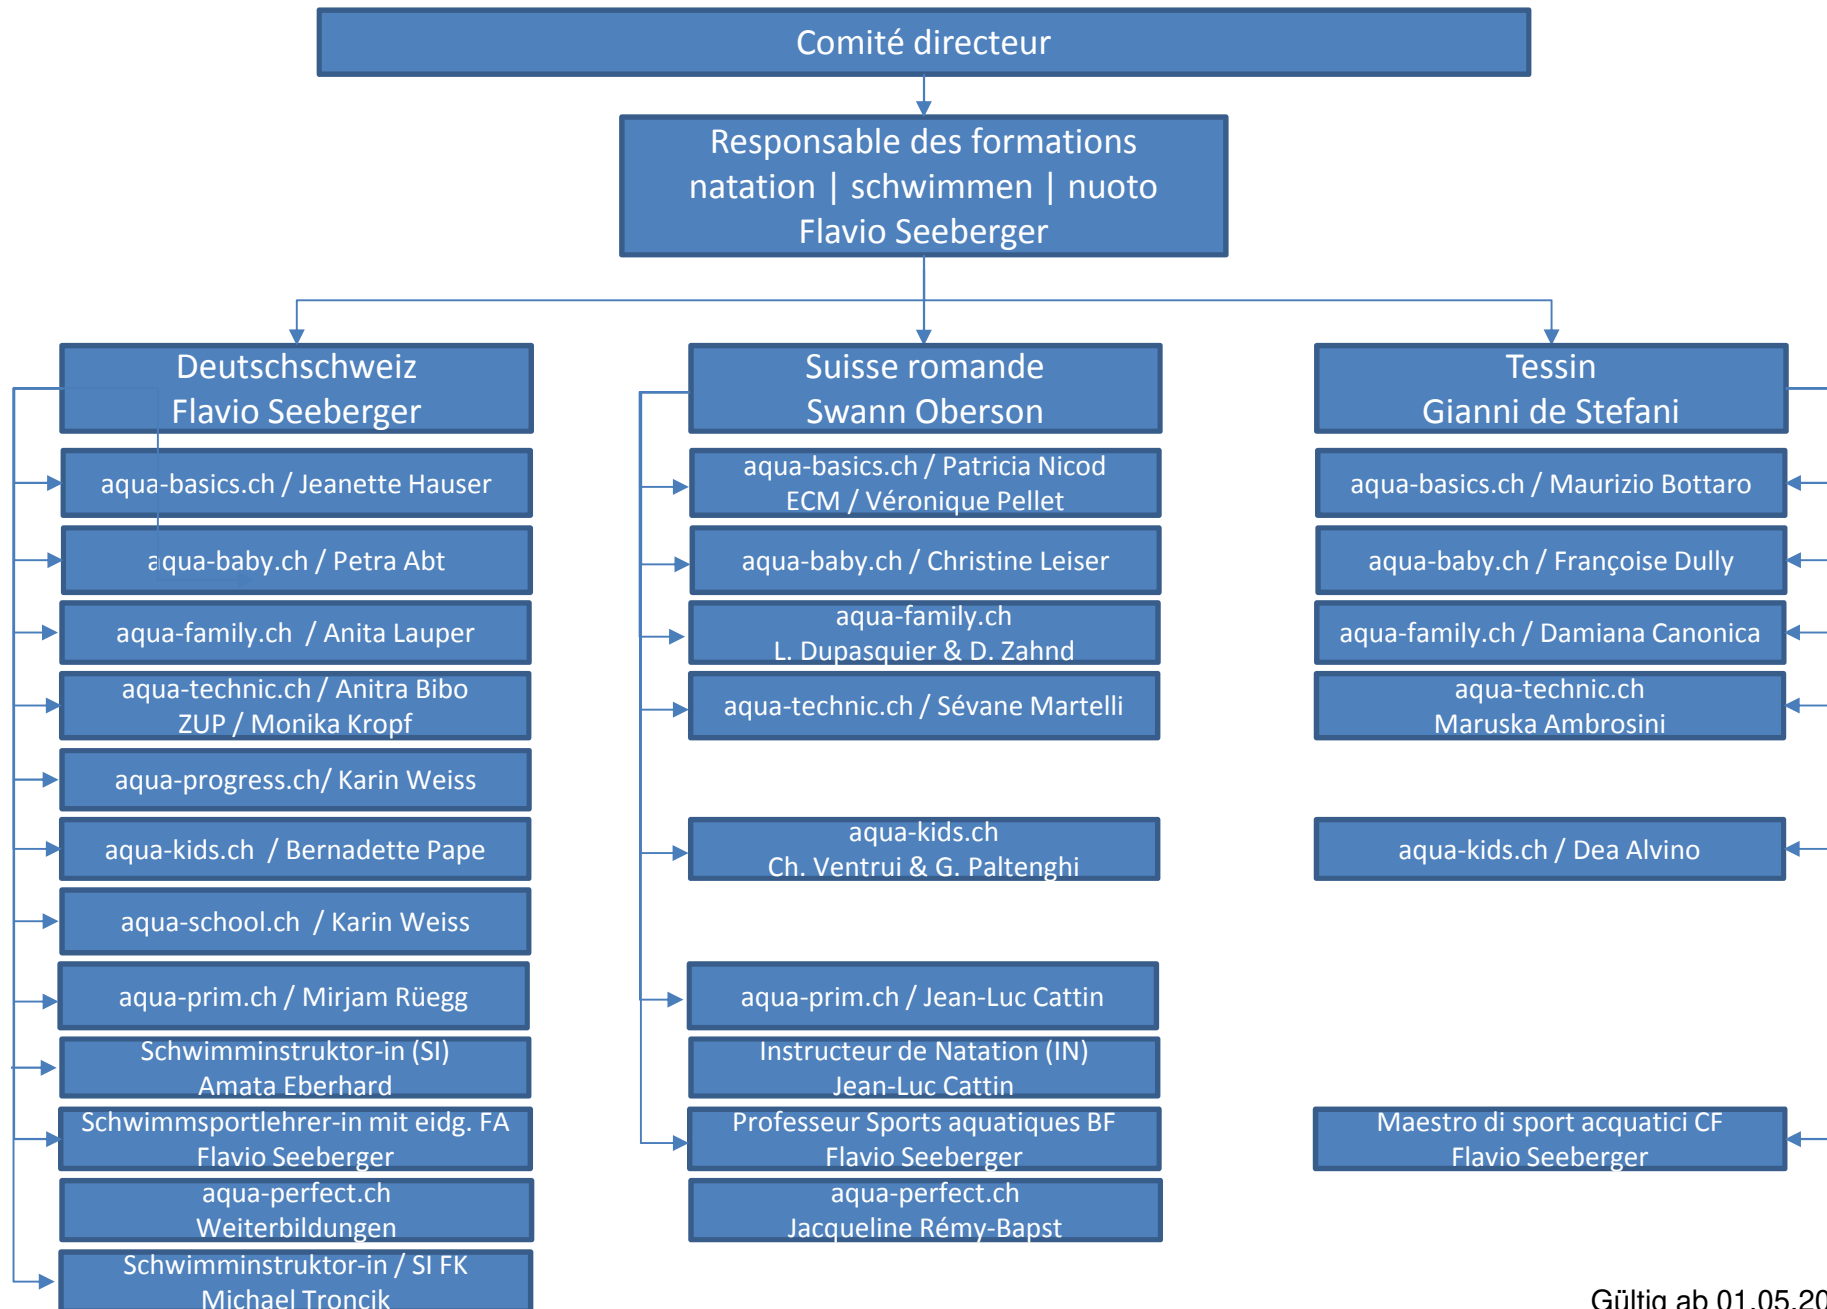 Comité directeur
Responsable des formations
natation | schwimmen | nuoto
Flavio Seeberger
Deutschschweiz
Flavio Seeberger
aqua-basics.ch / Jeanette Hauser
aqua-baby.ch / Petra Abt
aqua-family.ch / Anita Lauper
aqua-technic.ch / Anitra Bibo
ZUP / Monika Kropf
aqua-progress.ch/ Karin Weiss
aqua-kids.ch / Bernadette Pape
aqua-school.ch / Karin Weiss
aqua-prim.ch / Mirjam Rüegg
Schwimminstruktor-in (SI)
Amata Eberhard
Schwimmsportlehrer-in mit eidg. FA
Flavio Seeberger
aqua-perfect.ch
Weiterbildungen
Schwimminstruktor-in / SI FK
Michael Troncik
Suisse romande
Swann Oberson
aqua-basics.ch / Patricia Nicod
ECM / Véronique Pellet
aqua-baby.ch / Christine Leiser
aqua-family.ch
L. Dupasquier & D. Zahnd
aqua-technic.ch / Sévane Martelli
aqua-kids.ch
Ch. Ventrui & G. Paltenghi
aqua-prim.ch / Jean-Luc Cattin
Instructeur de Natation (IN)
Jean-Luc Cattin
Professeur Sports aquatiques BF
Flavio Seeberger
aqua-perfect.ch
Jacqueline Rémy-Bapst
Tessin
Gianni de Stefani
aqua-basics.ch / Maurizio Bottaro
aqua-baby.ch / Françoise Dully
aqua-family.ch / Damiana Canonica
aqua-technic.ch
Maruska Ambrosini
aqua-kids.ch / Dea Alvino
Maestro di sport acquatici CF
Flavio Seeberger
Gültig ab 01.05.20